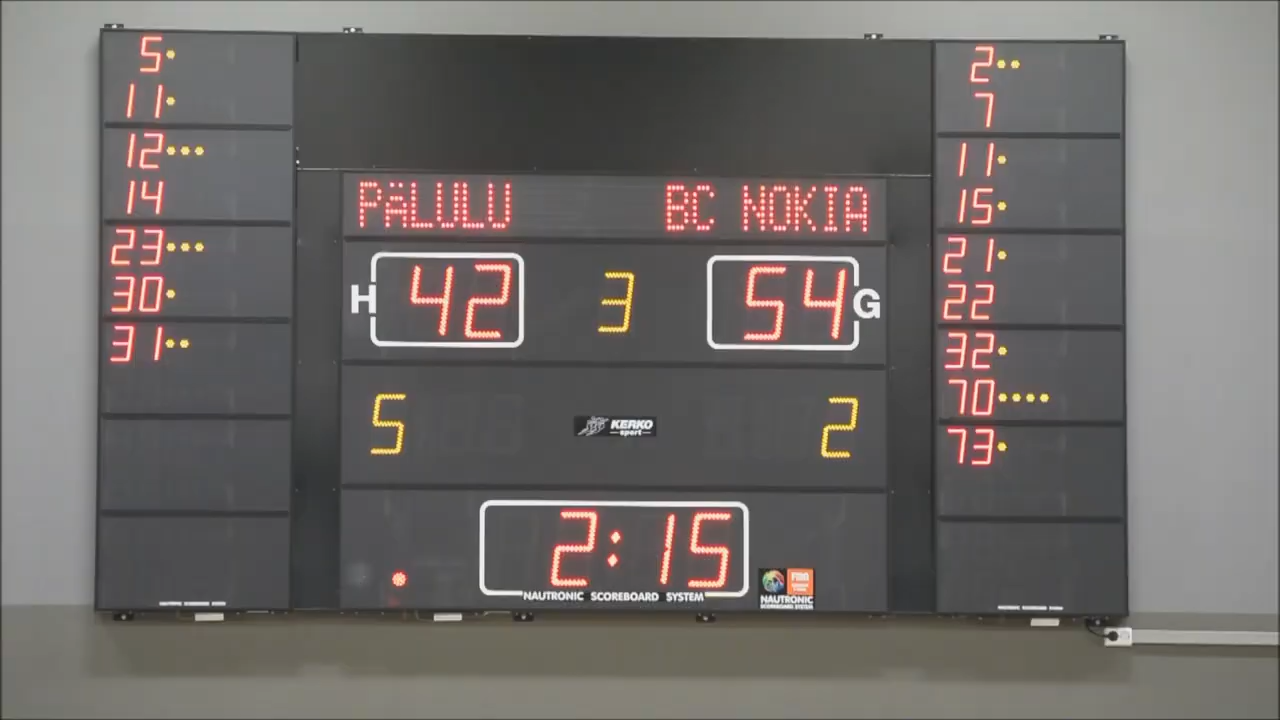 5
11
12
14
23
30
31
PÄLULU BC NOKIA
H 42 3 54 G
5 KERKO 2
sport
2:15
NAUTRONIC SCOREBOARD SYSTEM
NAUTRONIC
SCOREBOARD SYSTEM
2
7
11
15
21
22
32
70
73